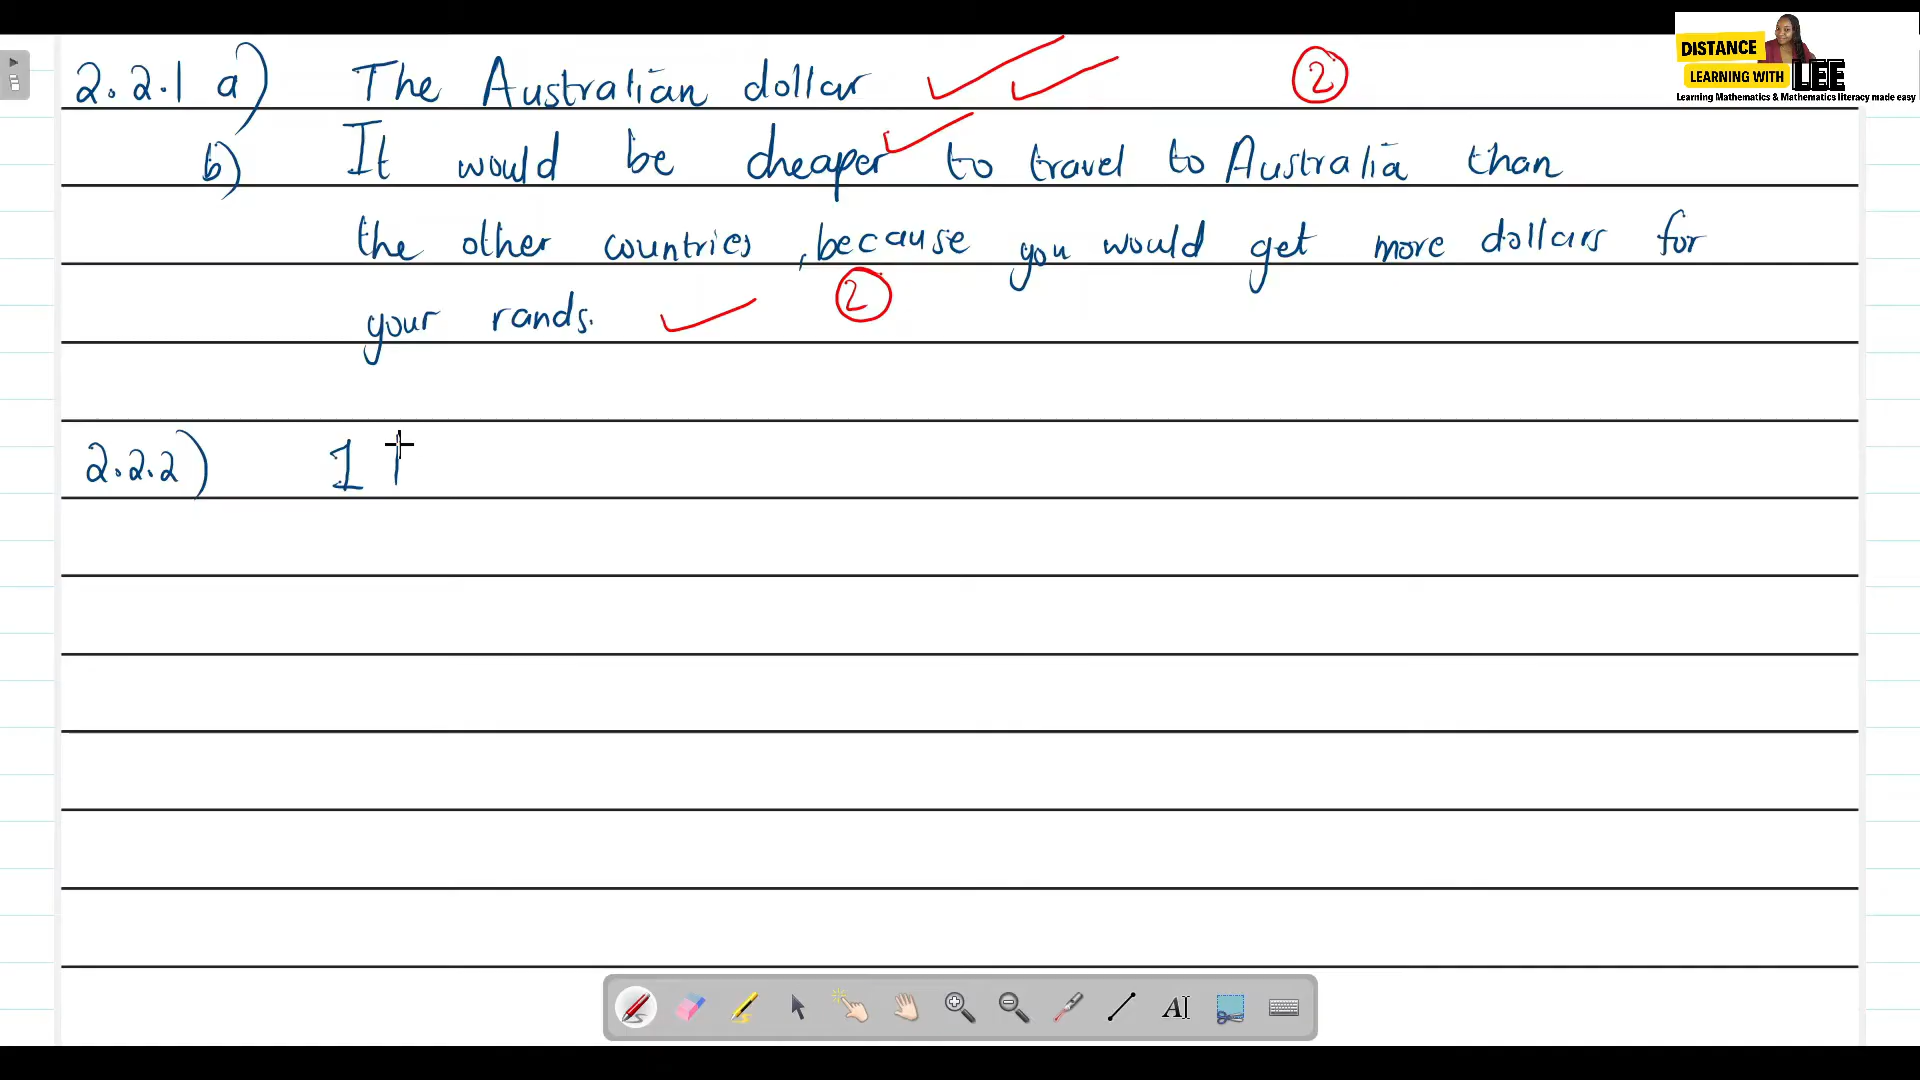 DISTANCE
LEARNING WITH LEE
Learning Mathematics & Mathematics literacy made easy
2.2.1 a) The Australian dollar 2
b) It would be cheaper to travel to Australia than
the other countries, because you would get more dollars for
your rands. 2
2.2.2) 1